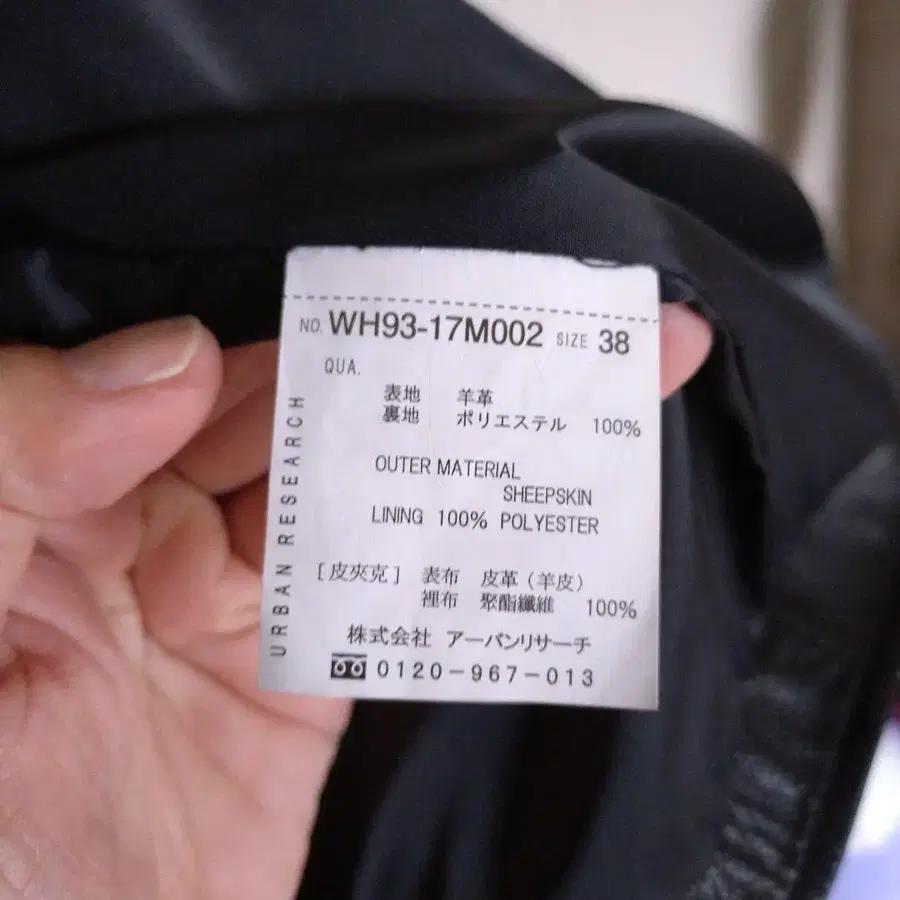 NO. WH93-17M002 SIZE 38
QUA.
表地 羊革
裏地 ポリエステル 100%
OUTER MATERIAL
SHEEPSKIN
LINING 100% POLYESTER
[皮夾克] 表布 皮革(羊皮)
裡布 聚酯纖維 100%
株式会社 アーバンリサーチ
0120-967-013
URBAN RESEARCH